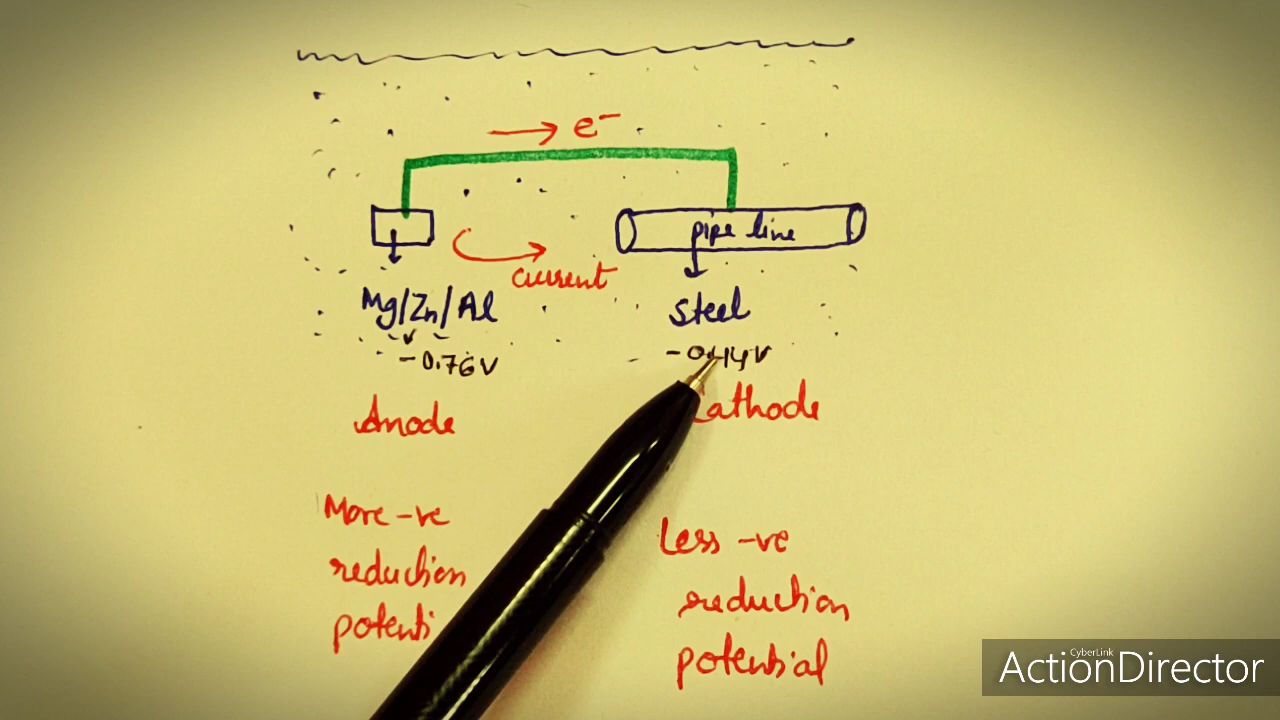 → e⁻
pipe line
current
Mg/Zn/Al
Steel
-0.76V
-0.44V
Anode
Cathode
More -ve
reduction
potenti
Less -ve
reduction
potential
CyberLink
ActionDirector